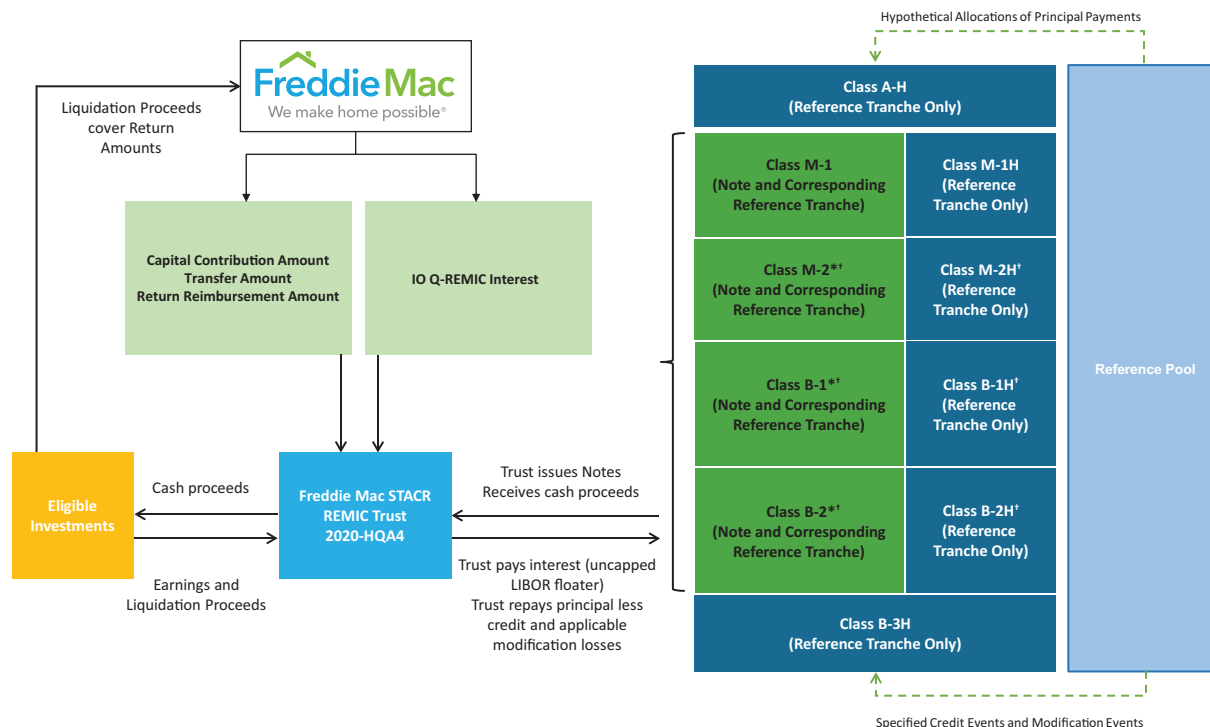 Hypothetical Allocations of Principal Payments
FreddieMac
We make home possible®
Liquidation Proceeds
cover Return
Amounts
Capital Contribution Amount
Transfer Amount
Return Reimbursement Amount
IO Q-REMIC Interest
Eligible
Investments
Cash proceeds
Earnings and
Liquidation Proceeds
Freddie Mac STACR
REMIC Trust
2020-HQA4
Trust issues Notes
Receives cash proceeds
Trust pays interest (uncapped
LIBOR floater)
Trust repays principal less
credit and applicable
modification losses
Class A-H
(Reference Tranche Only)
Class M-1
(Note and Corresponding
Reference Tranche)
Class M-1H
(Reference
Tranche Only)
Class M-2*†
(Note and Corresponding
Reference Tranche)
Class M-2H†
(Reference
Tranche Only)
Class B-1*†
(Note and Corresponding
Reference Tranche)
Class B-1H†
(Reference
Tranche Only)
Class B-2*†
(Note and Corresponding
Reference Tranche)
Class B-2H†
(Reference
Tranche Only)
Class B-3H
(Reference Tranche Only)
Reference Pool
Specified Credit Events and Modification Events